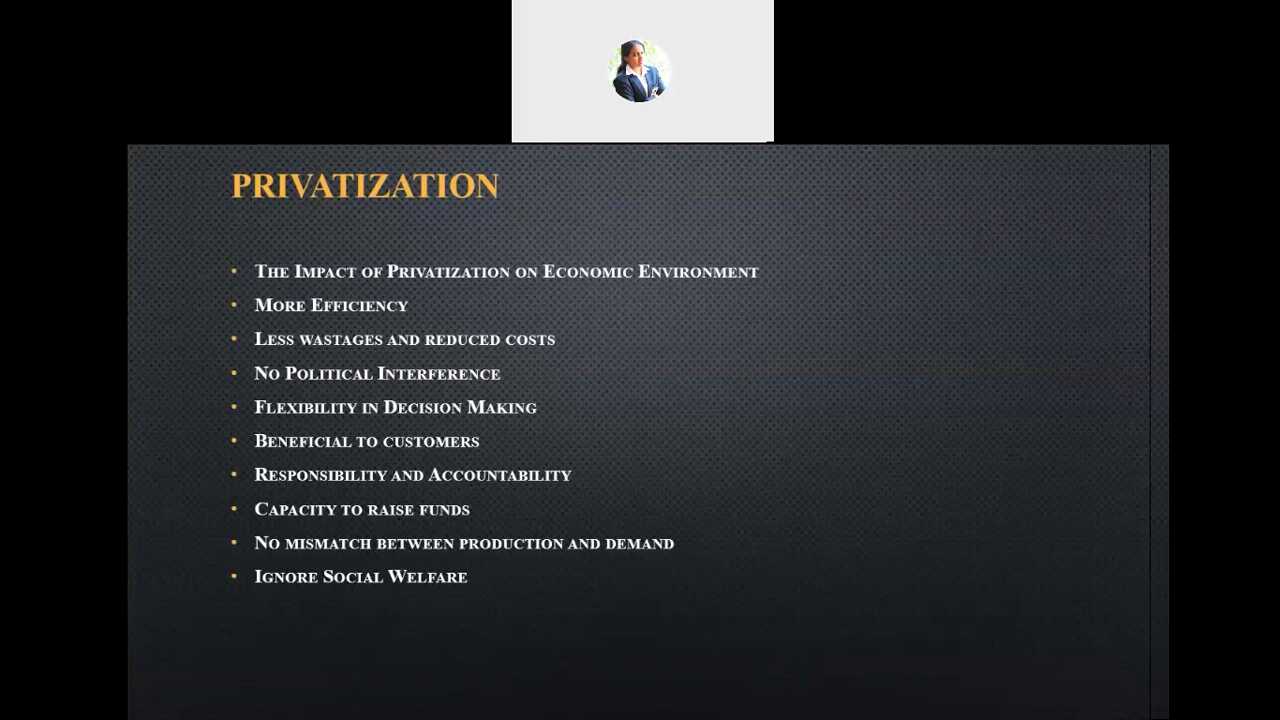 PRIVATIZATION
• The Impact of Privatization on Economic Environment
• More Efficiency
• Less wastages and reduced costs
• No Political Interference
• Flexibility in Decision Making
• Beneficial to customers
• Responsibility and Accountability
• Capacity to raise funds
• No mismatch between production and demand
• Ignore Social Welfare